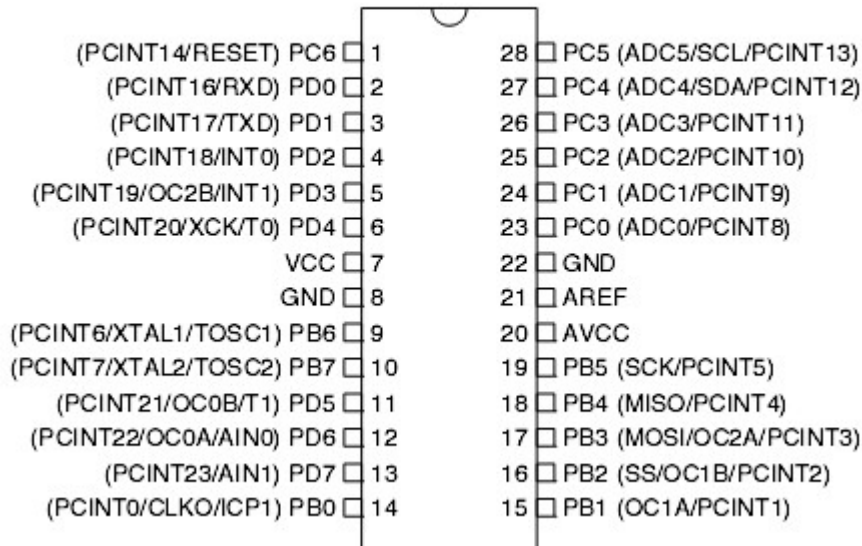 (PCINT14/RESET) PC6 1 28 PC5 (ADC5/SCL/PCINT13)
(PCINT16/RXD) PD0 2 27 PC4 (ADC4/SDA/PCINT12)
(PCINT17/TXD) PD1 3 26 PC3 (ADC3/PCINT11)
(PCINT18/INT0) PD2 4 25 PC2 (ADC2/PCINT10)
(PCINT19/OC2B/INT1) PD3 5 24 PC1 (ADC1/PCINT9)
(PCINT20/XCK/T0) PD4 6 23 PC0 (ADC0/PCINT8)
VCC 7 22 GND
GND 8 21 AREF
(PCINT6/XTAL1/TOSC1) PB6 9 20 AVCC
(PCINT7/XTAL2/TOSC2) PB7 10 19 PB5 (SCK/PCINT5)
(PCINT21/OC0B/T1) PD5 11 18 PB4 (MISO/PCINT4)
(PCINT22/OC0A/AIN0) PD6 12 17 PB3 (MOSI/OC2A/PCINT3)
(PCINT23/AIN1) PD7 13 16 PB2 (SS/OC1B/PCINT2)
(PCINT0/CLKO/ICP1) PB0 14 15 PB1 (OC1A/PCINT1)